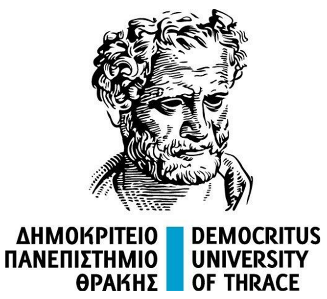 ΔΗΜΟΚΡΙΤΕΙΟ
ΠΑΝΕΠΙΣΤΗΜΙΟ
ΘΡΑΚΗΣ
DEMOCRITUS
UNIVERSITY
OF THRACE